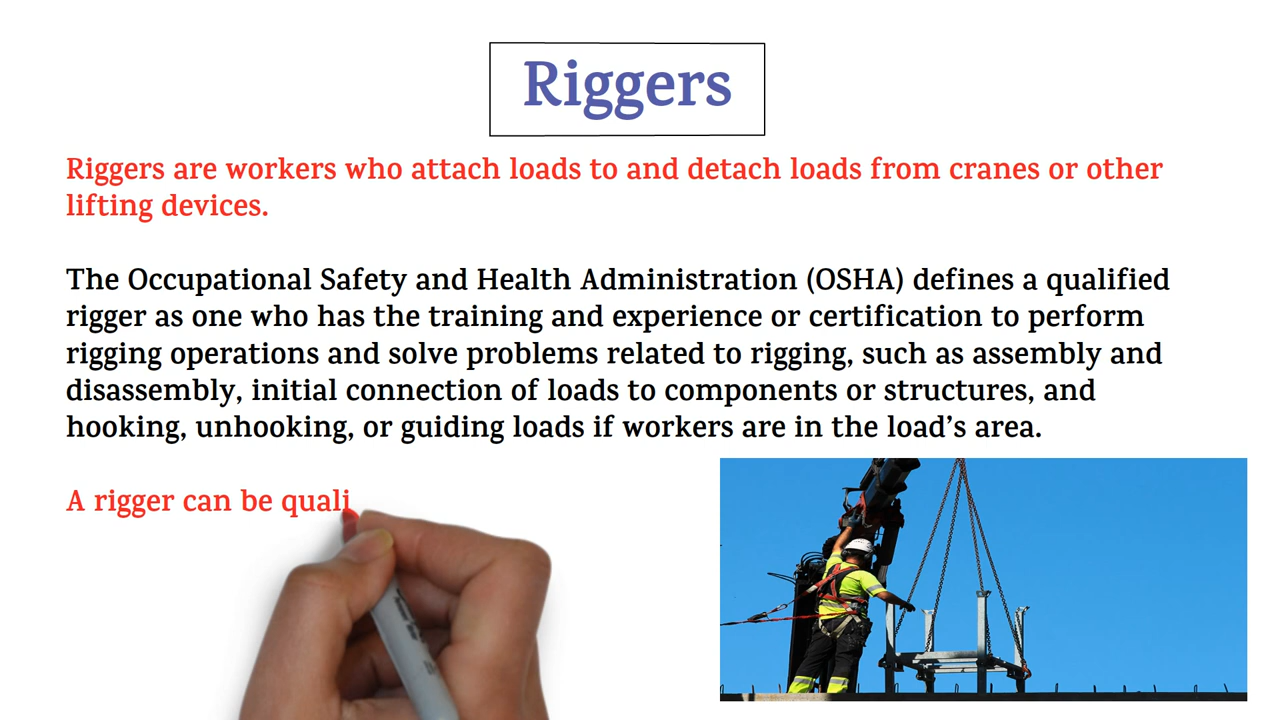 Riggers
Riggers are workers who attach loads to and detach loads from cranes or other
lifting devices.
The Occupational Safety and Health Administration (OSHA) defines a qualified
rigger as one who has the training and experience or certification to perform
rigging operations and solve problems related to rigging, such as assembly and
disassembly, initial connection of loads to components or structures, and
hooking, unhooking, or guiding loads if workers are in the load’s area.
A rigger can be quali